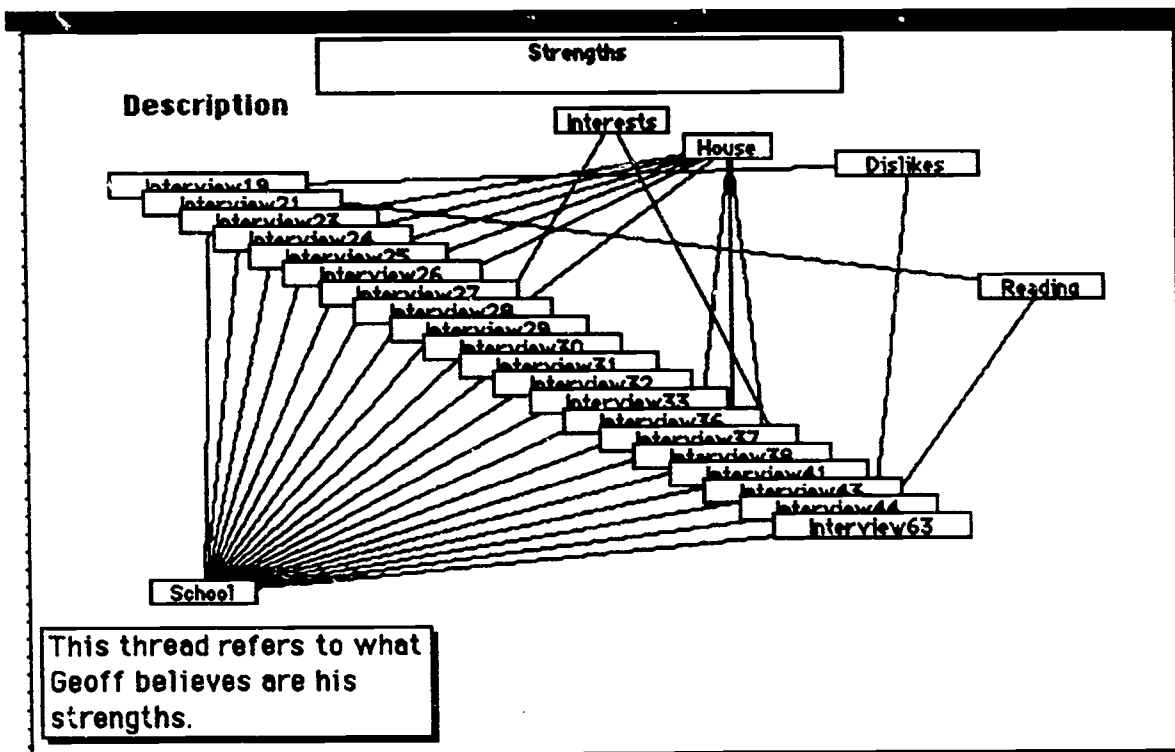 Strengths
Description
Interests
House
Dislikes
Interview19
Interview21
Interview23
Interview24
Interview25
Interview26
Interview27
Reading
Interview28
Interview29
Interview30
Interview31
Interview32
Interview33
Interview36
Interview37
Interview38
Interview41
Interview43
Interview44
Interview63
School
This thread refers to what
Geoff believes are his
strengths.